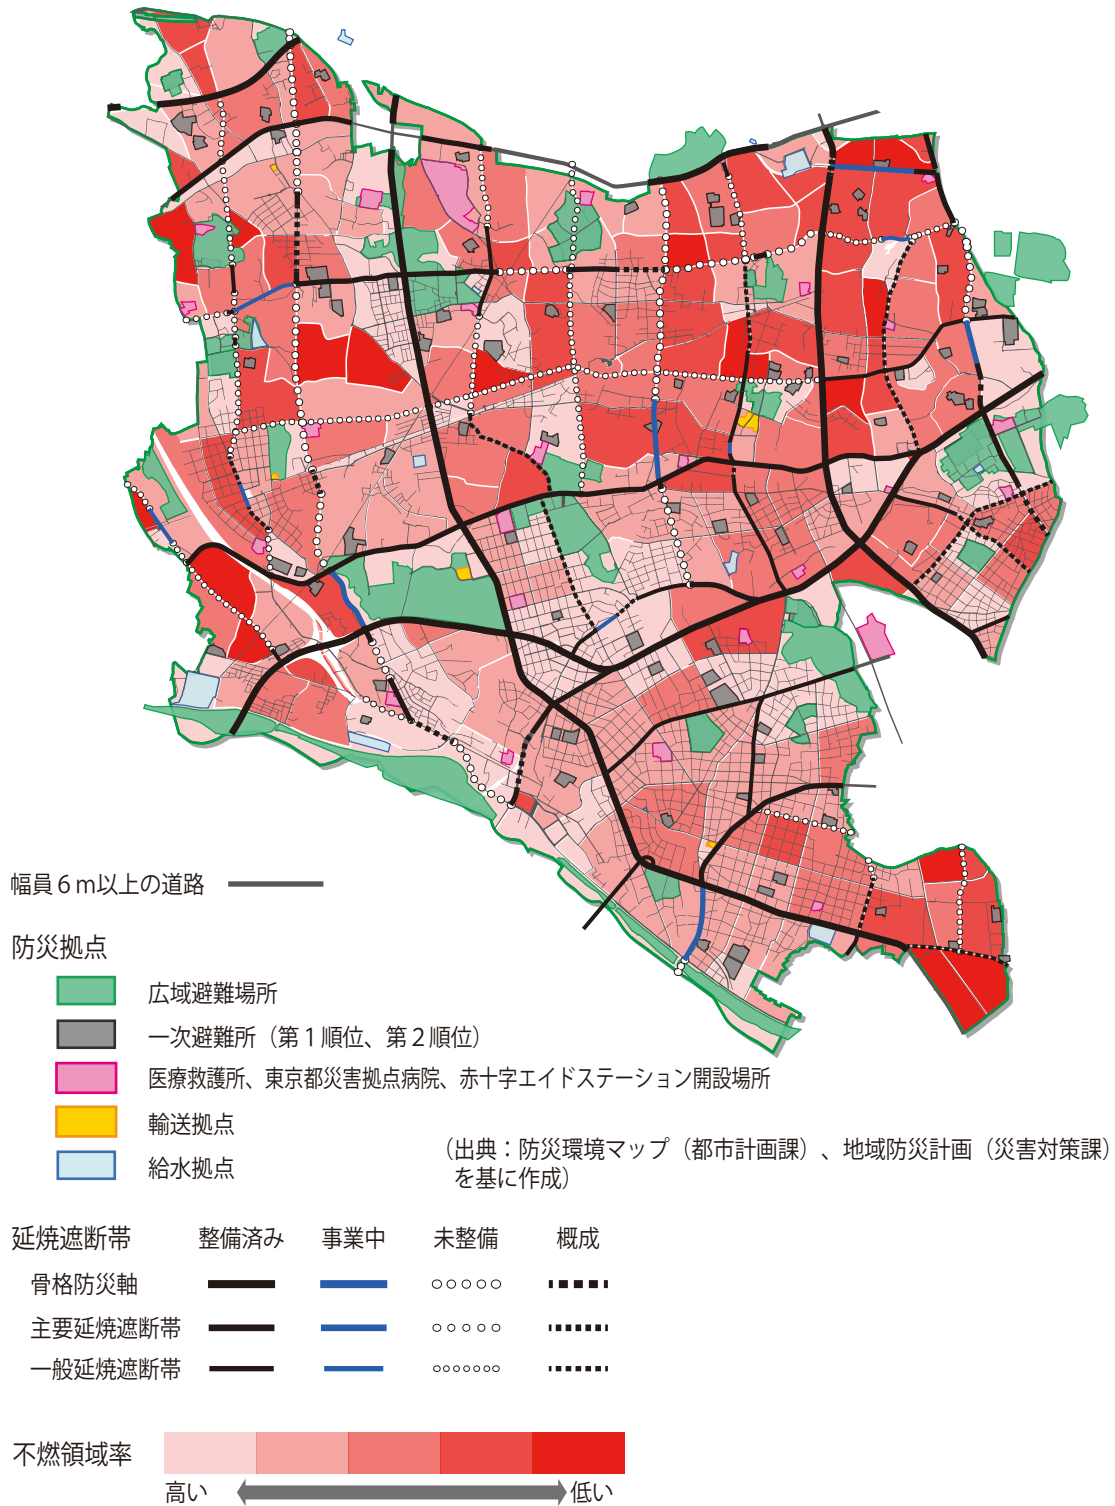 幅員６ｍ以上の道路
防災拠点
広域避難場所
一次避難所（第１順位、第２順位）
医療救護所、東京都災害拠点病院、赤十字エイドステーション開設場所
輸送拠点
給水拠点
（出典：防災環境マップ（都市計画課）、地域防災計画（災害対策課）
を基に作成）
延焼遮断帯 整備済み 事業中 未整備 概成
骨格防災軸
主要延焼遮断帯
一般延焼遮断帯
不燃領域率
高い 低い